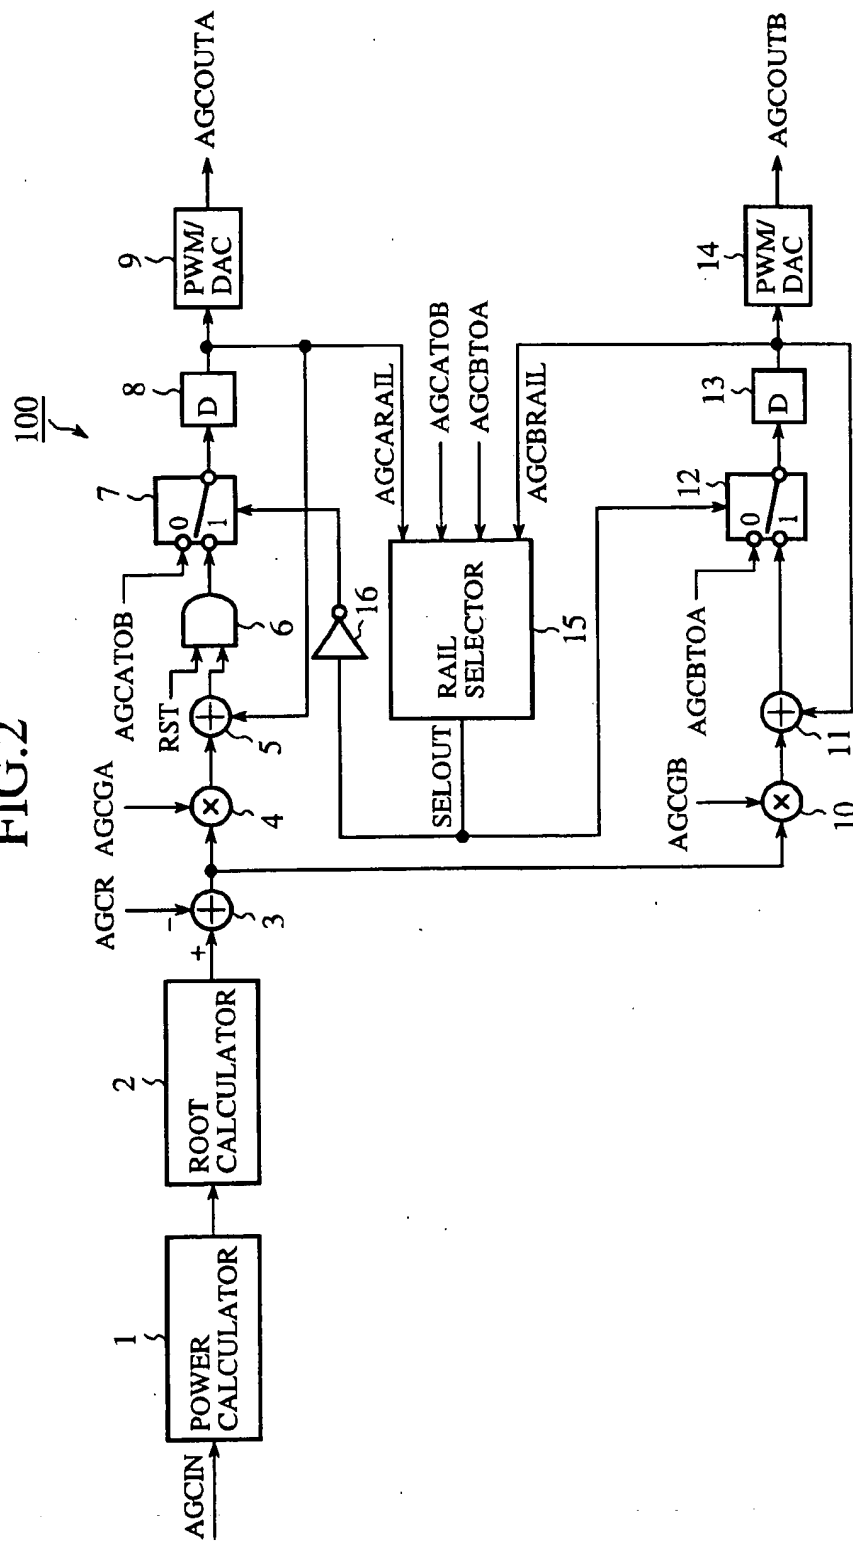 FIG.2
100
AGCIN
1
POWER
CALCULATOR
2
ROOT
CALCULATOR
AGCR
−
+
3
AGCGA
×
4
+
5
RST
6
AGCATOB
7
0
1
8
D
9
PWM/
DAC
AGCOUTA
16
SELOUT
RAIL
SELECTOR
15
AGCARAIL
AGCATOB
AGCBTOA
AGCBRAIL
AGCGB
×
10
+
11
AGCBTOA
12
0
1
13
D
14
PWM/
DAC
AGCOUTB